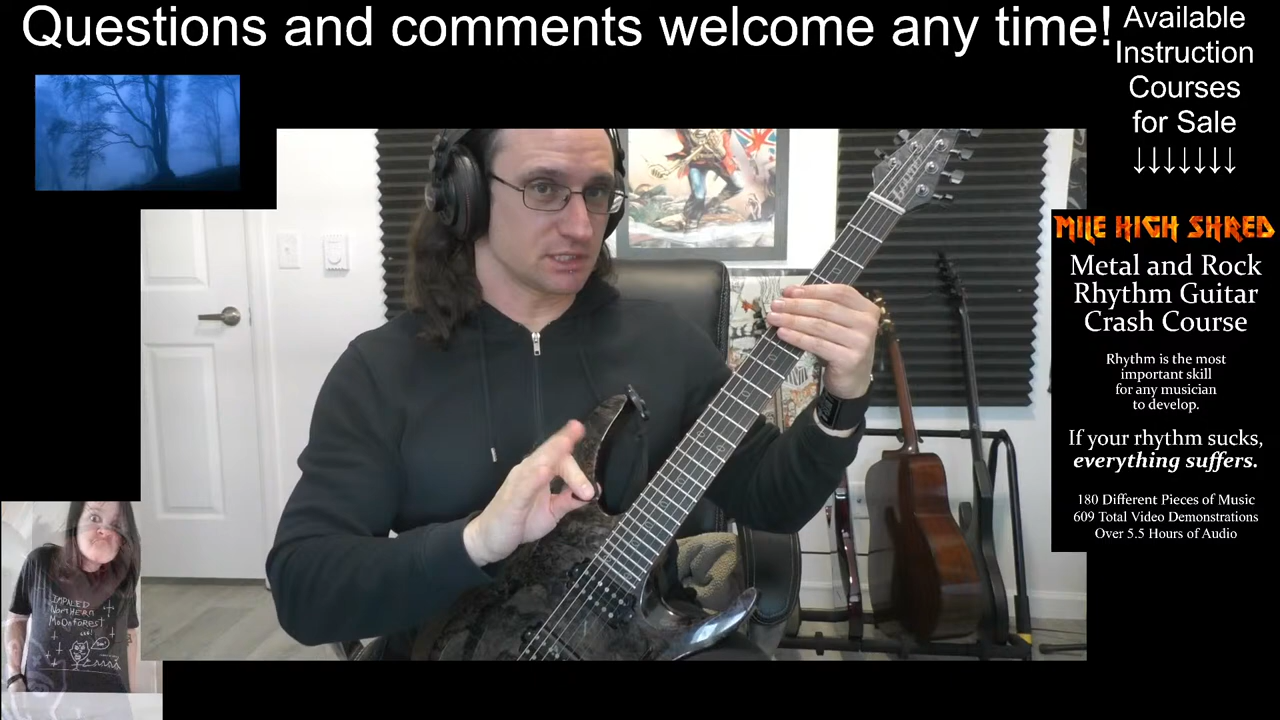 Questions and comments welcome any time!
Available
Instruction
Courses
for Sale
↓↓↓↓↓↓↓
MILE HIGH SHRED
Metal and Rock
Rhythm Guitar
Crash Course
Rhythm is the most
important skill
for any musician
to develop.
If your rhythm sucks,
everything suffers.
180 Different Pieces of Music
609 Total Video Demonstrations
Over 5.5 Hours of Audio
IMPALED
NORTHERN
MOONFOREST